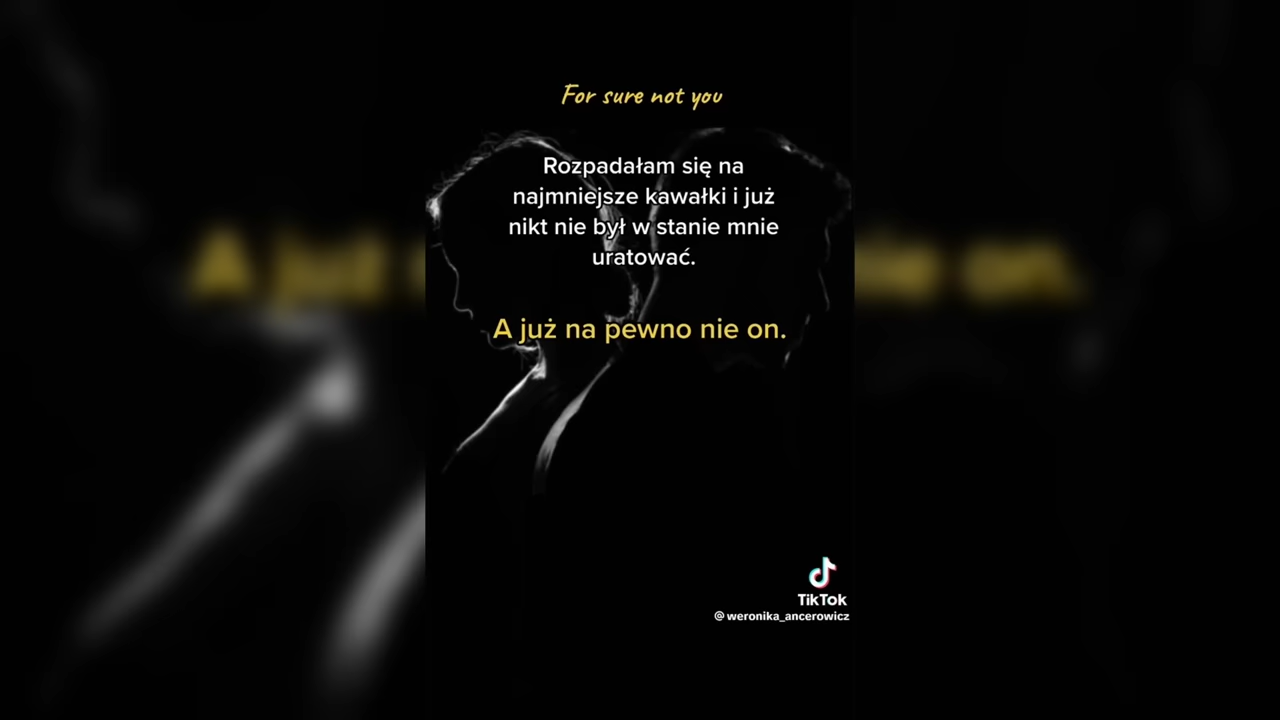 For sure not you
Rozpadałam się na
najmniejsze kawałki i już
nikt nie był w stanie mnie
uratować.
A już na pewno nie on.
TikTok
@weronika_ancerowicz